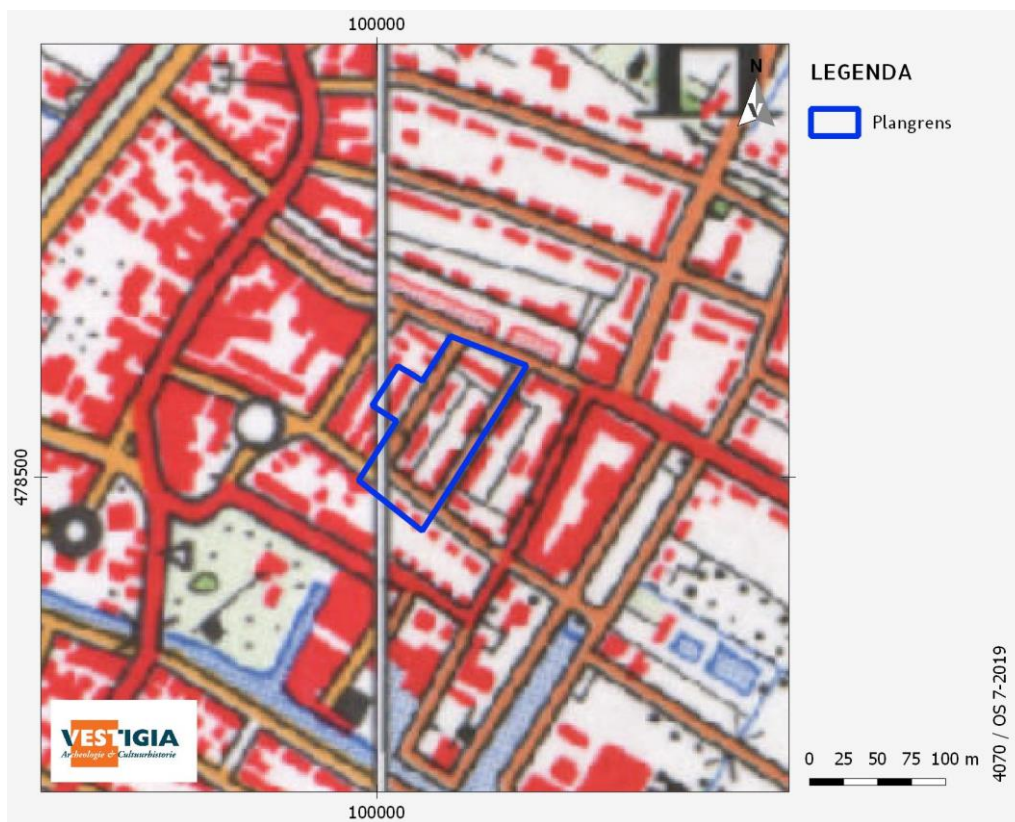 100000
N
LEGENDA
Plangrens
478500
VESTIGIA
Archeologie & Cultuurhistorie
0 25 50 75 100 m
4070 / OS 7-2019
100000